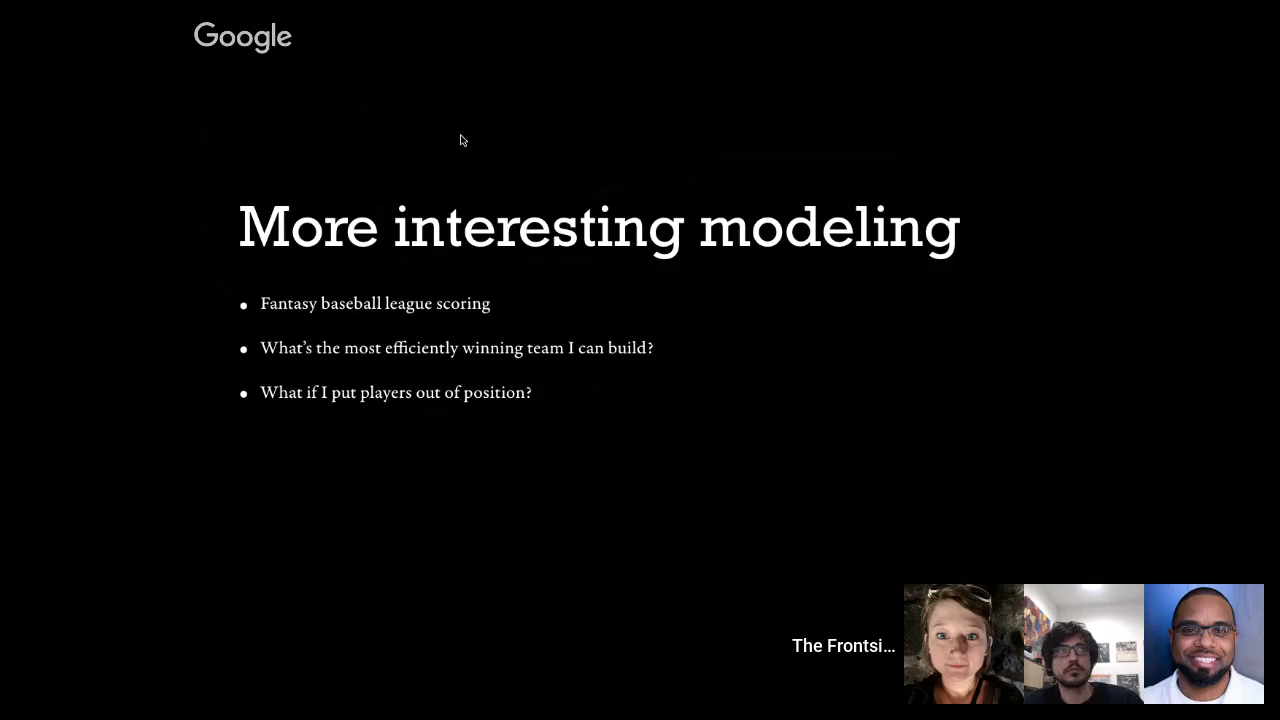 Google
More interesting modeling
• Fantasy baseball league scoring
• What's the most efficiently winning team I can build?
• What if I put players out of position?
The Frontsi...